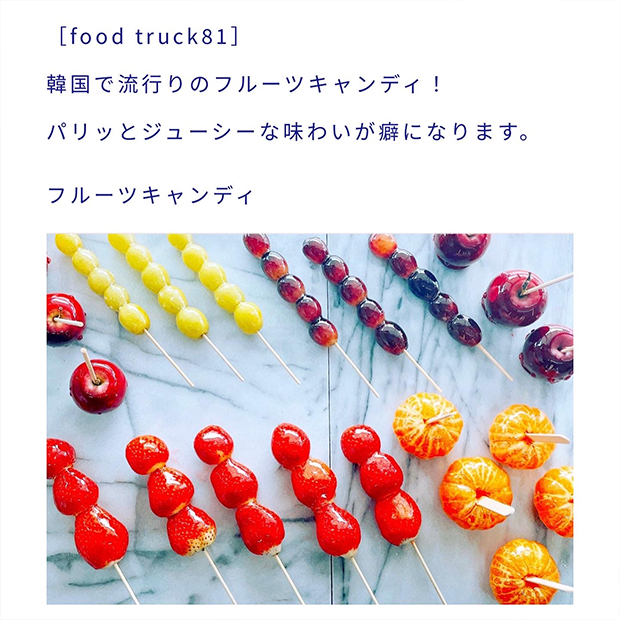 ［food truck81］
韓国で流行りのフルーツキャンディ！
パリッとジューシーな味わいが癖になります。
フルーツキャンディ